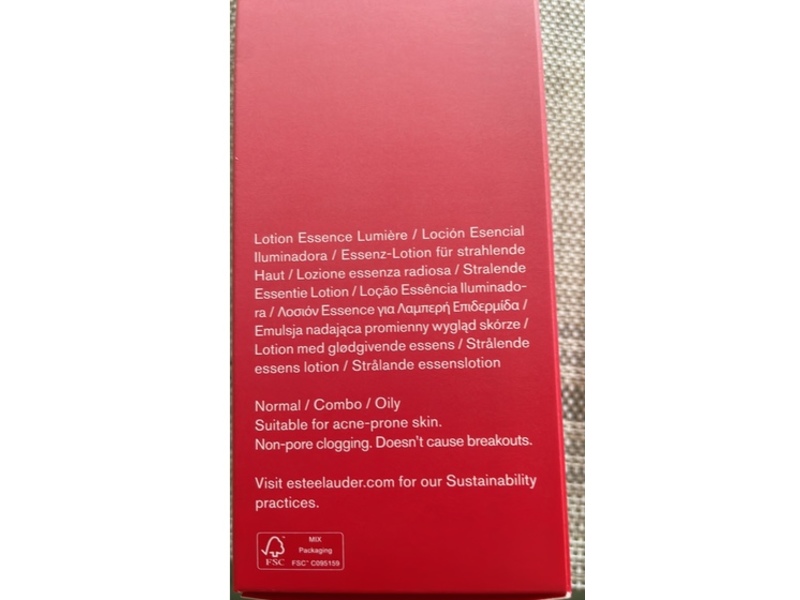 Lotion Essence Lumière / Loción Esencial
Iluminadora / Essenz-Lotion für strahlende
Haut / Lozione essenza radiosa / Stralende
Essentie Lotion / Loção Essência Iluminado-
ra / Λοσιόν Essence για Λαμπερή Επιδερμίδα /
Emulsja nadająca promienny wygląd skórze /
Lotion med glødgivende essens / Strålende
essens lotion / Strålande essenslotion
Normal / Combo / Oily
Suitable for acne-prone skin.
Non-pore clogging. Doesn't cause breakouts.
Visit esteelauder.com for our Sustainability
practices.
MIX
Packaging
FSC
FSC® C095159